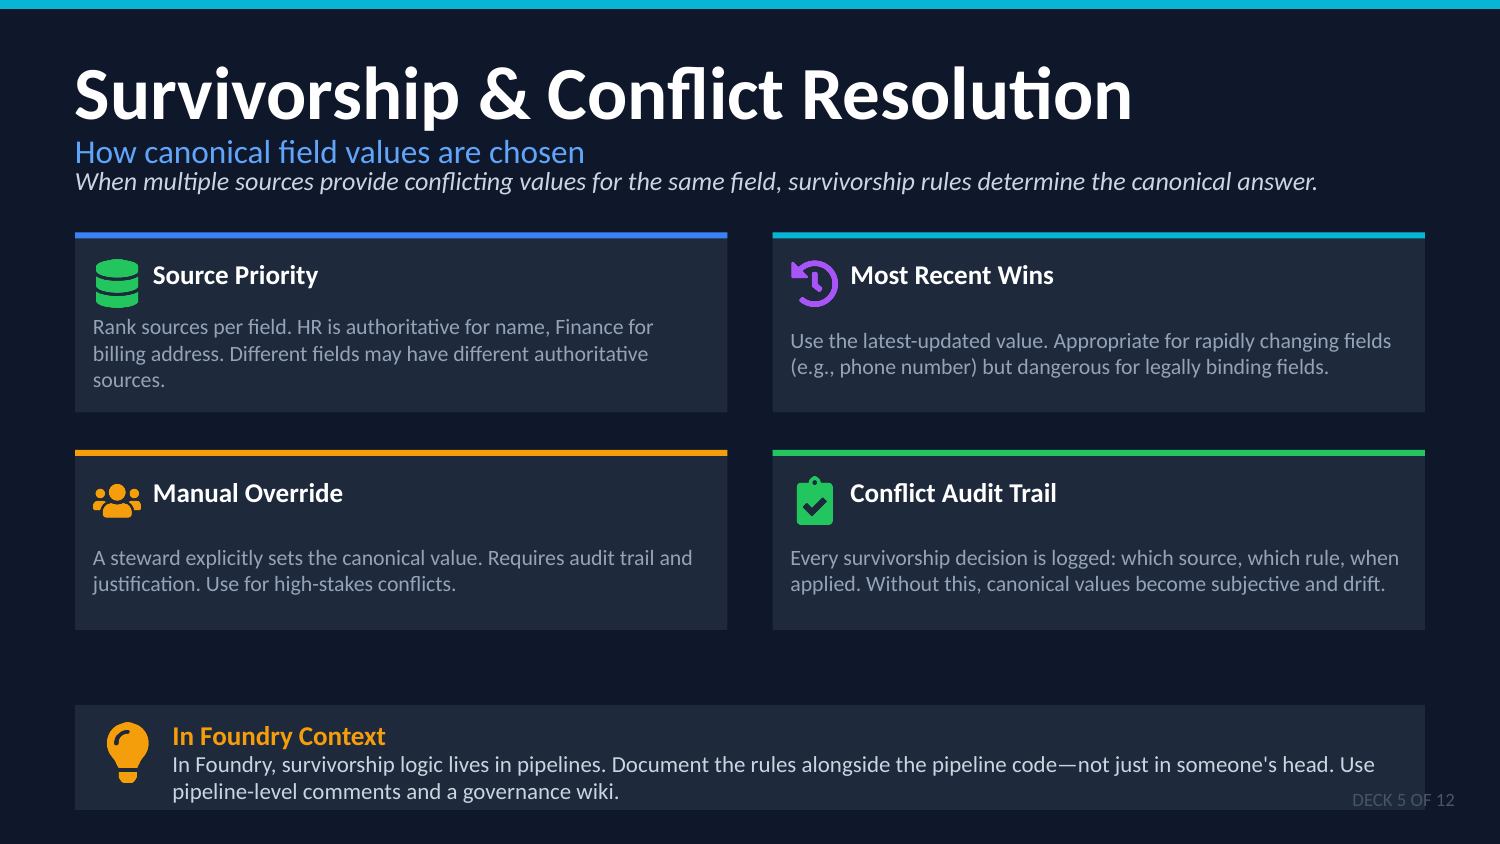 Survivorship & Conflict Resolution
How canonical field values are chosen
When multiple sources provide conflicting values for the same field, survivorship rules determine the canonical answer.
Source Priority
Rank sources per field. HR is authoritative for name, Finance for
billing address. Different fields may have different authoritative
sources.
Most Recent Wins
Use the latest-updated value. Appropriate for rapidly changing fields
(e.g., phone number) but dangerous for legally binding fields.
Manual Override
A steward explicitly sets the canonical value. Requires audit trail and
justification. Use for high-stakes conflicts.
Conflict Audit Trail
Every survivorship decision is logged: which source, which rule, when
applied. Without this, canonical values become subjective and drift.
In Foundry Context
In Foundry, survivorship logic lives in pipelines. Document the rules alongside the pipeline code—not just in someone's head. Use
pipeline-level comments and a governance wiki.
DECK 5 OF 12